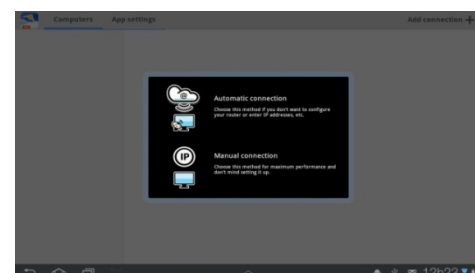 Computers App settings Add connection +
@
Automatic connection
Choose this method if you don't want to configure
your router or enter IP addresses, etc.
IP
Manual connection
Choose this method for maximum performance and
don't mind setting it up.
12h23